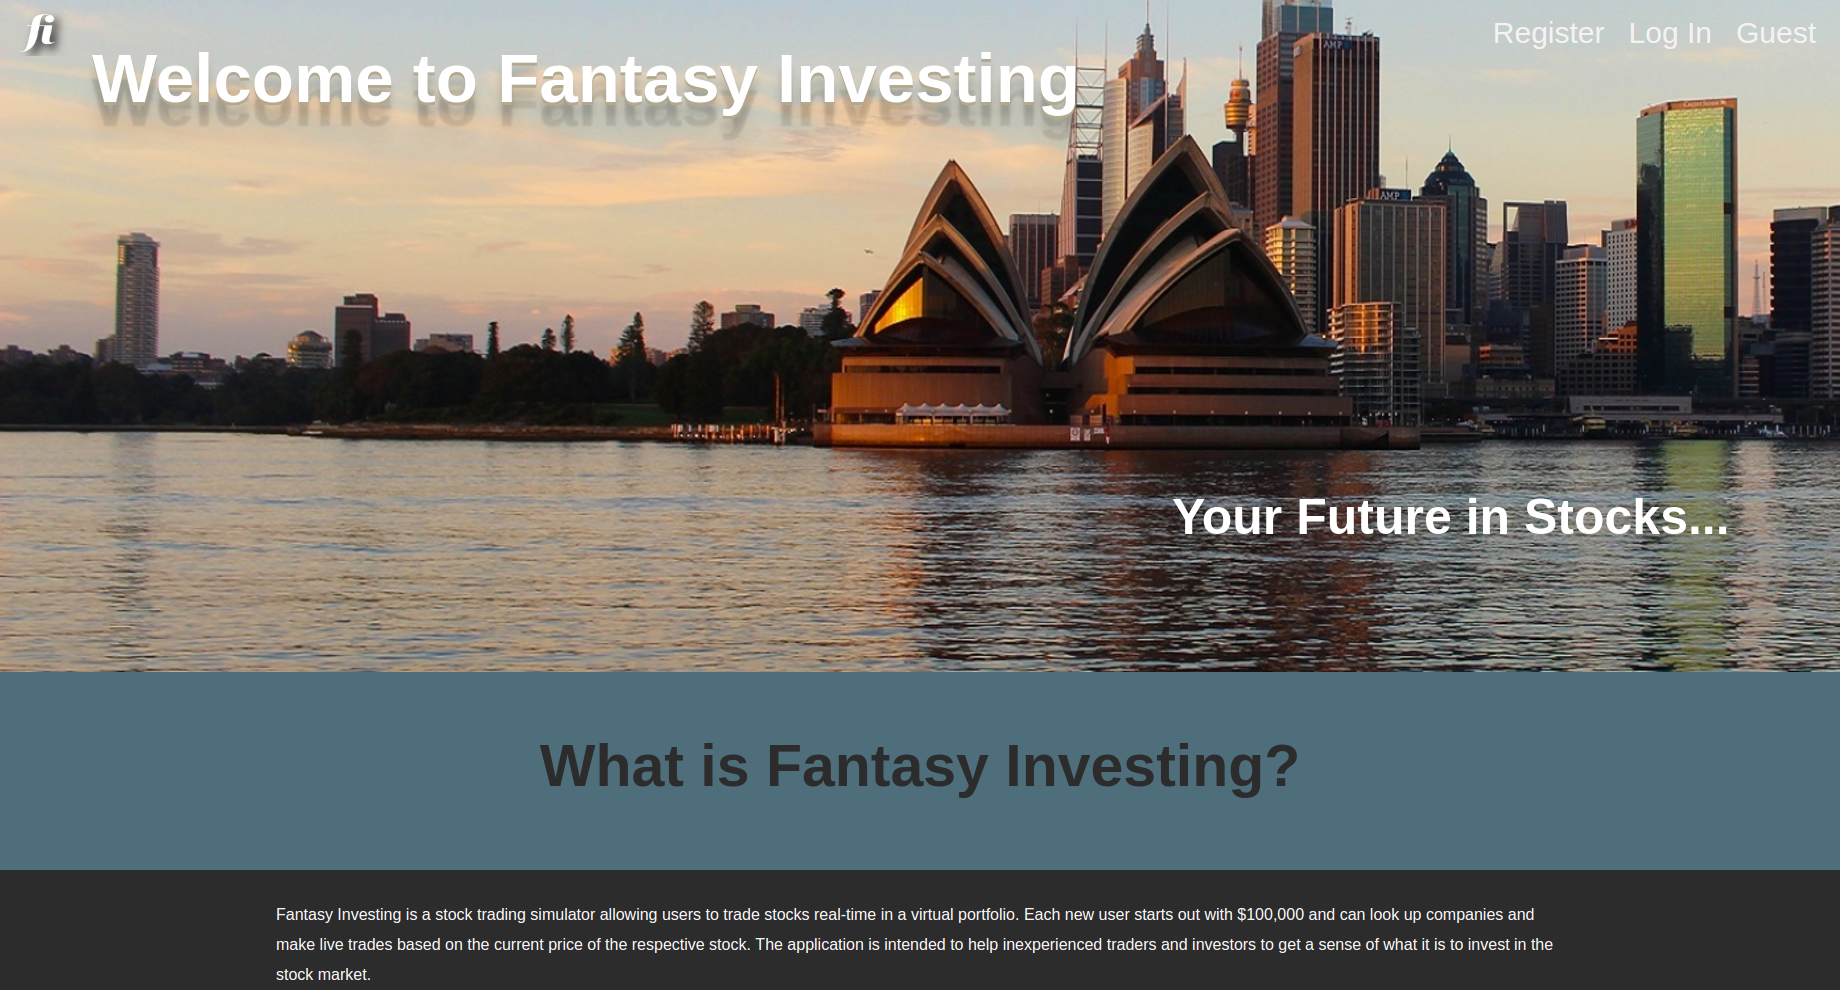 fi
Register Log In Guest
Welcome to Fantasy Investing
AMP
AMP
Your Future in Stocks...
What is Fantasy Investing?
Fantasy Investing is a stock trading simulator allowing users to trade stocks real-time in a virtual portfolio. Each new user starts out with $100,000 and can look up companies and
make live trades based on the current price of the respective stock. The application is intended to help inexperienced traders and investors to get a sense of what it is to invest in the
stock market.